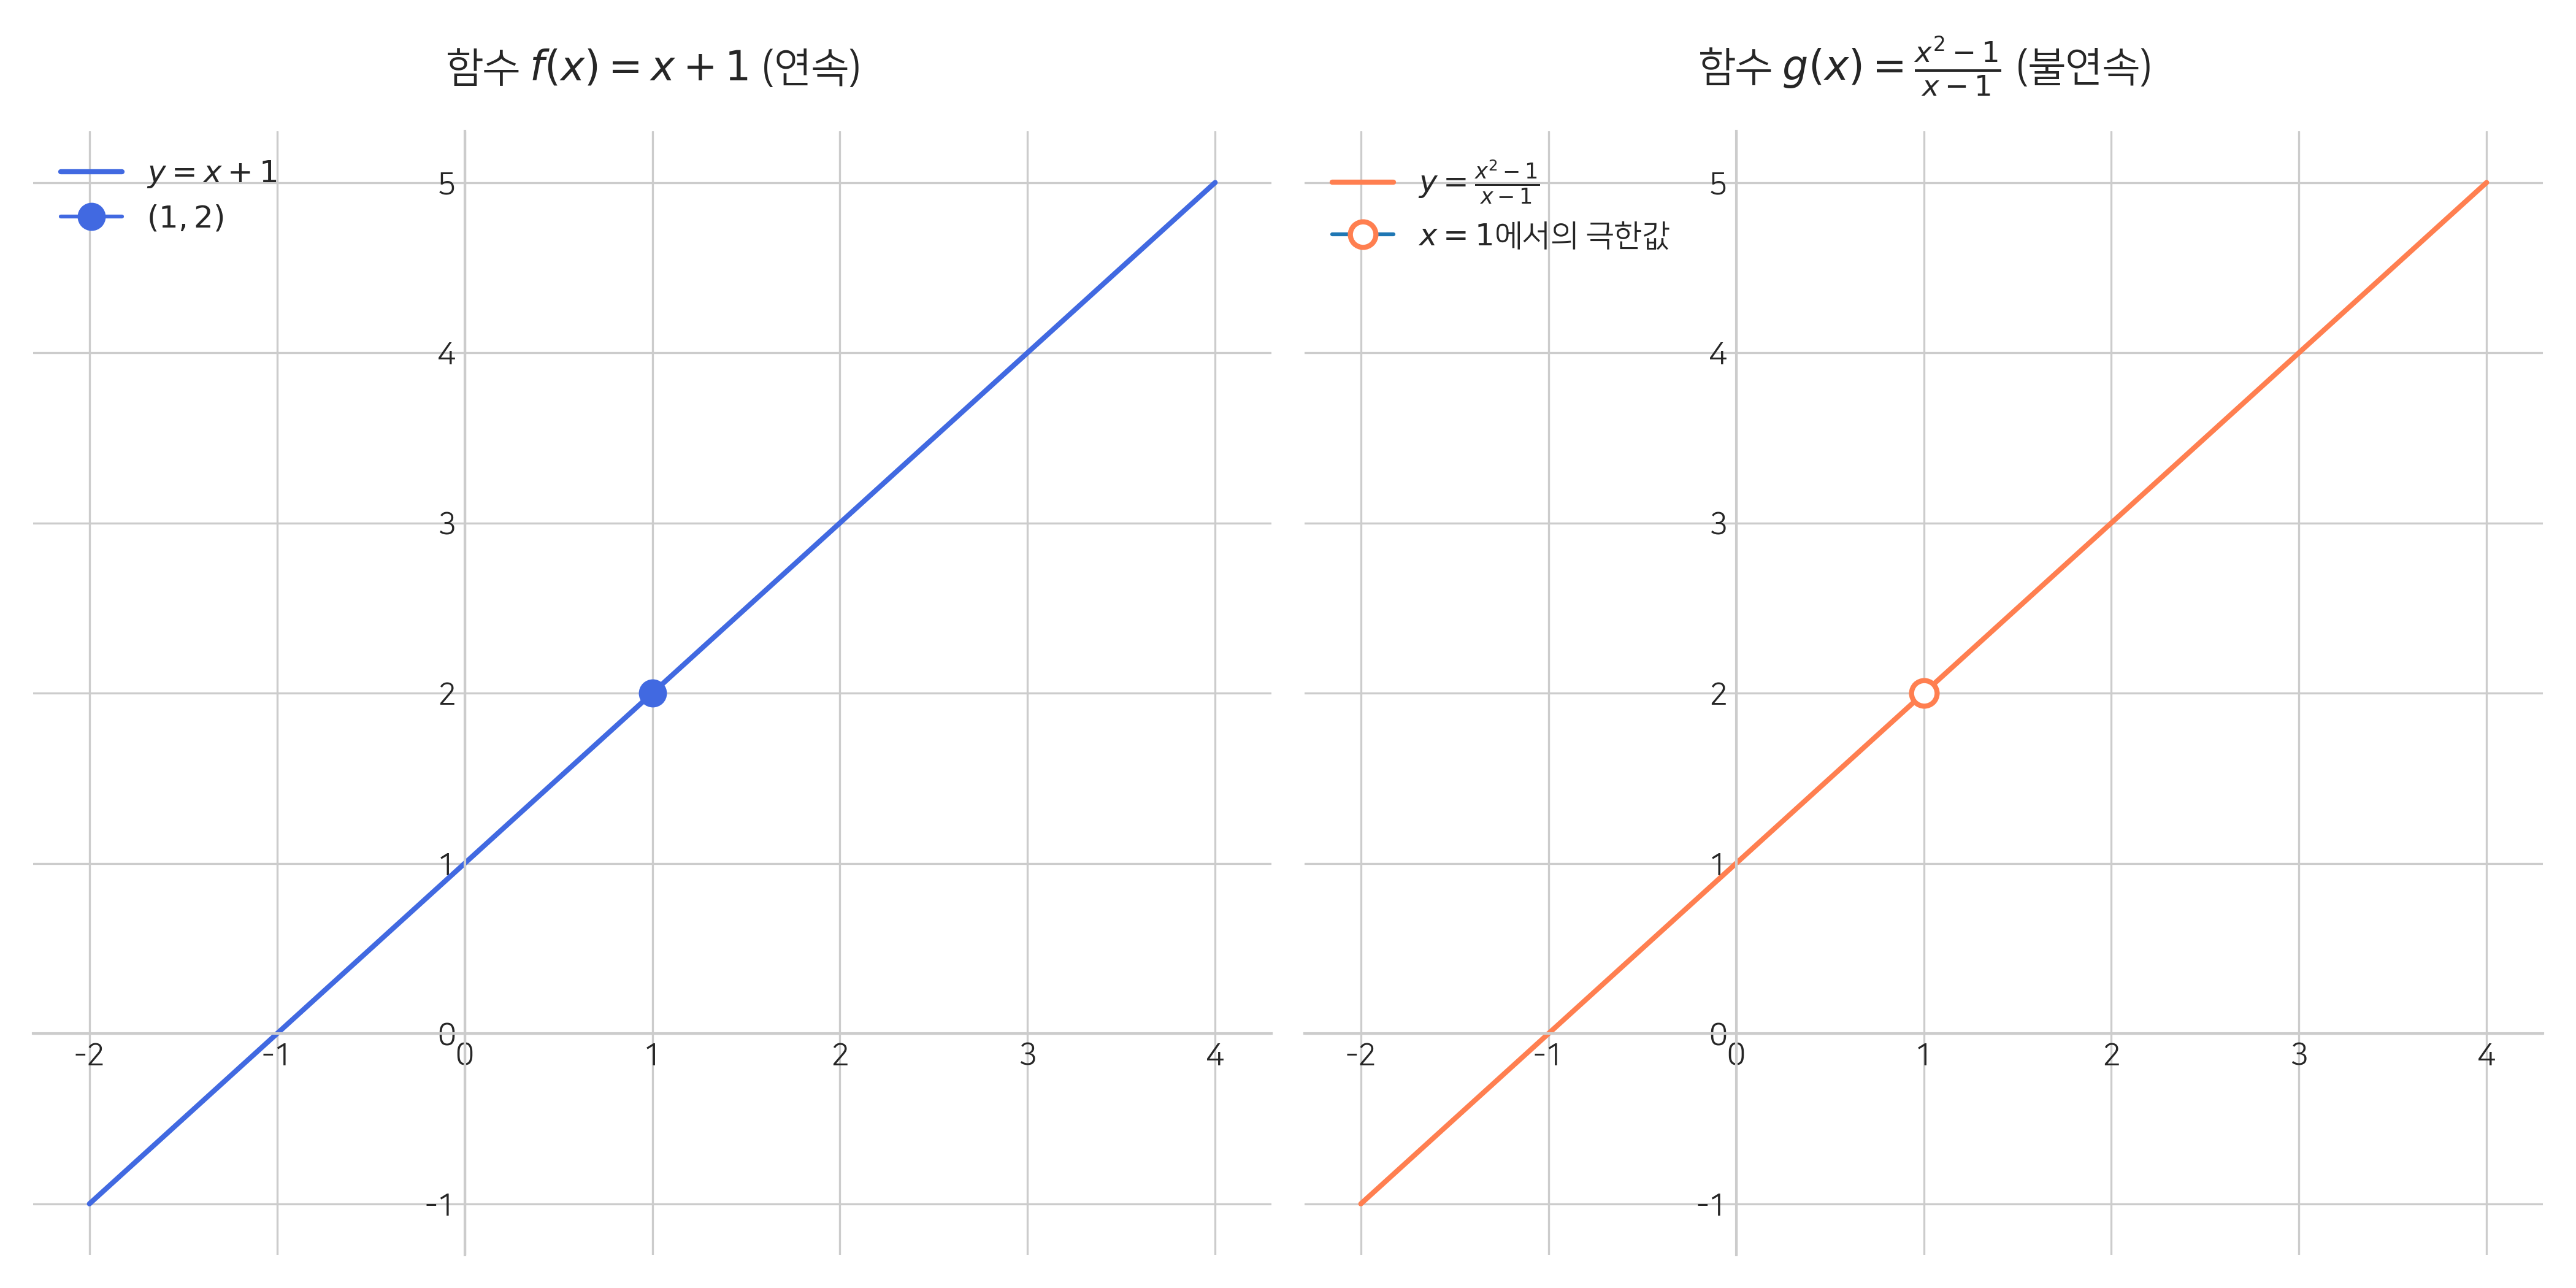 함수 f(x) = x + 1 (연속)
y = x + 1
(1, 2)
5
4
3
2
1
0
-1
-2 -1 0 1 2 3 4
함수 g(x) = \frac{x^2 - 1}{x - 1} (불연속)
y = \frac{x^2 - 1}{x - 1}
x = 1에서의 극한값
5
4
3
2
1
0
-1
-2 -1 0 1 2 3 4